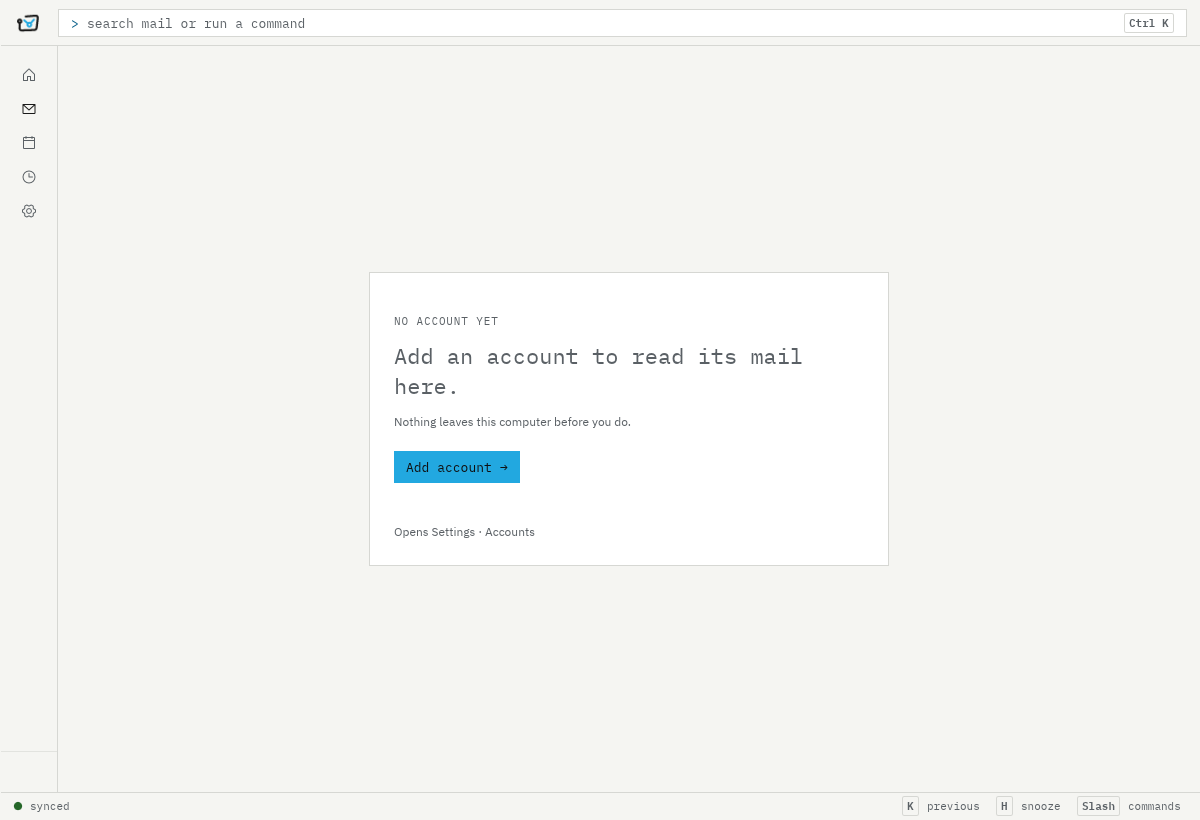 > search mail or run a command
Ctrl K
NO ACCOUNT YET
Add an account to read its mail
here.
Nothing leaves this computer before you do.
Add account →
Opens Settings · Accounts
synced
K previous H snooze Slash commands